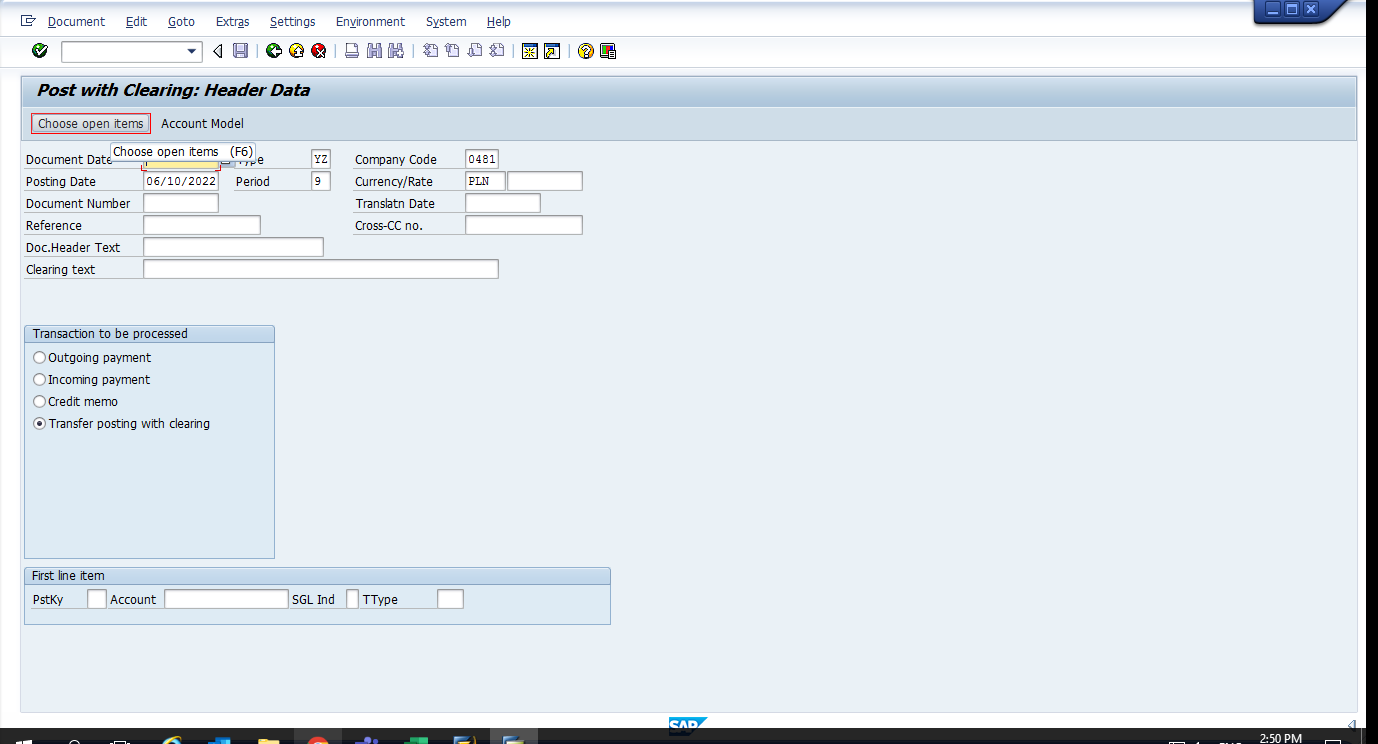 Document Edit Goto Extras Settings Environment System Help
Post with Clearing: Header Data
Choose open items Account Model
Choose open items (F6)
Document Date Type YZ Company Code 0481
Posting Date 06/10/2022 Period 9 Currency/Rate PLN
Document Number Translatn Date
Reference Cross-CC no.
Doc.Header Text
Clearing text
Transaction to be processed
Outgoing payment
Incoming payment
Credit memo
Transfer posting with clearing
First line item
PstKy Account SGL Ind TType
SAP
2:50 PM